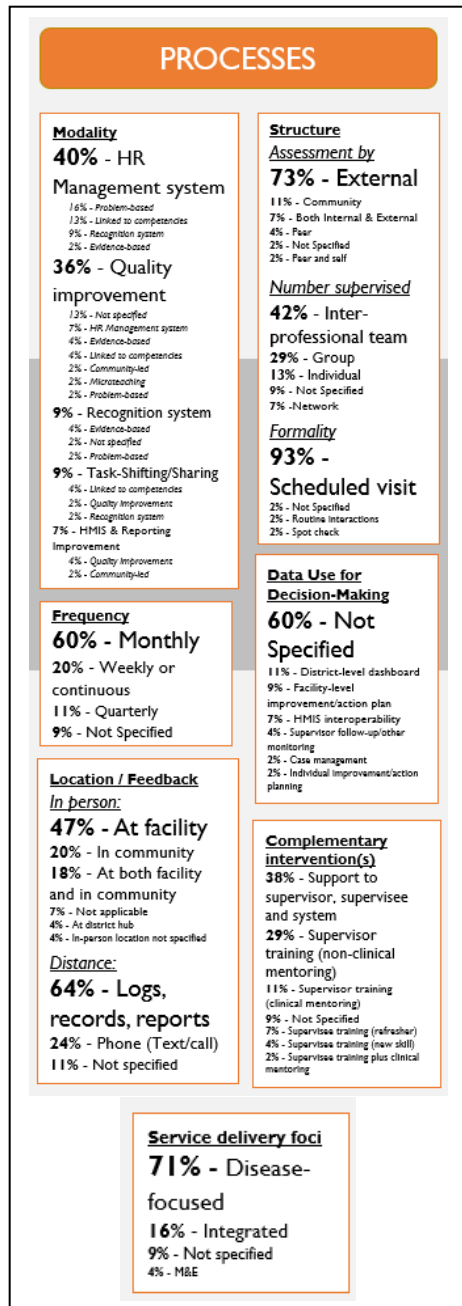 PROCESSES
Modality
40% - HR
Management system
16% - Problem-based
13% - Linked to competencies
9% - Recognition system
2% - Evidence-based
36% - Quality
improvement
13% - Not specified
7% - HR Management system
4% - Evidence-based
4% - Linked to competencies
2% - Community-led
2% - Microteaching
2% - Problem-based
9% - Recognition system
4% - Evidence-based
2% - Not specified
2% - Problem-based
9% - Task-Shifting/Sharing
4% - Linked to competencies
2% - Quality Improvement
2% - Recognition system
7% - HMIS & Reporting
Improvement
4% - Quality Improvement
2% - Community-led
Frequency
60% - Monthly
20% - Weekly or
continuous
11% - Quarterly
9% - Not Specified
Location / Feedback
In person:
47% - At facility
20% - In community
18% - At both facility
and in community
7% - Not applicable
4% - At district hub
4% - In-person location not specified
Distance:
64% - Logs,
records, reports
24% - Phone (Text/call)
11% - Not specified
Structure
Assessment by
73% - External
11% - Community
7% - Both Internal & External
4% - Peer
2% - Not Specified
2% - Peer and self
Number supervised
42% - Inter-
professional team
29% - Group
13% - Individual
9% - Not Specified
7% -Network
Formality
93% -
Scheduled visit
2% - Not Specified
2% - Routine interactions
2% - Spot check
Data Use for
Decision-Making
60% - Not
Specified
11% - District-level dashboard
9% - Facility-level
improvement/action plan
7% - HMIS interoperability
4% - Supervisor follow-up/other
monitoring
2% - Case management
2% - Individual improvement/action
planning
Complementary
intervention(s)
38% - Support to
supervisor, supervisee
and system
29% - Supervisor
training (non-clinical
mentoring)
11% - Supervisor training
(clinical mentoring)
9% - Not Specified
7% - Supervisee training (refresher)
4% - Supervisee training (new skill)
2% - Supervisee training plus clinical
mentoring
Service delivery foci
71% - Disease-
focused
16% - Integrated
9% - Not specified
4% - M&E